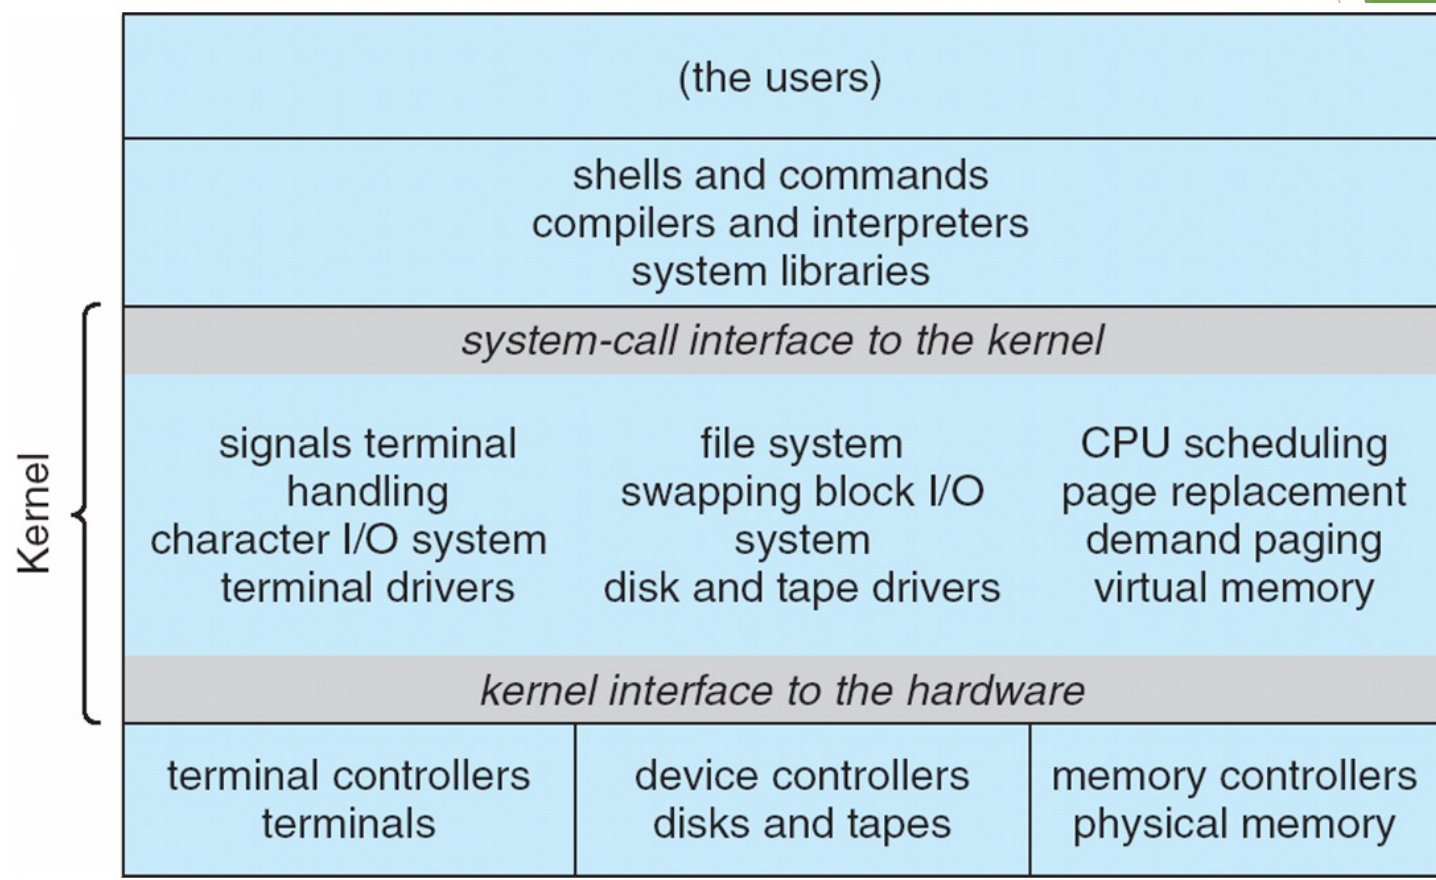 (the users)
shells and commands
compilers and interpreters
system libraries
Kernel
system-call interface to the kernel
signals terminal
handling
character I/O system
terminal drivers
file system
swapping block I/O
system
disk and tape drivers
CPU scheduling
page replacement
demand paging
virtual memory
kernel interface to the hardware
terminal controllers
terminals
device controllers
disks and tapes
memory controllers
physical memory